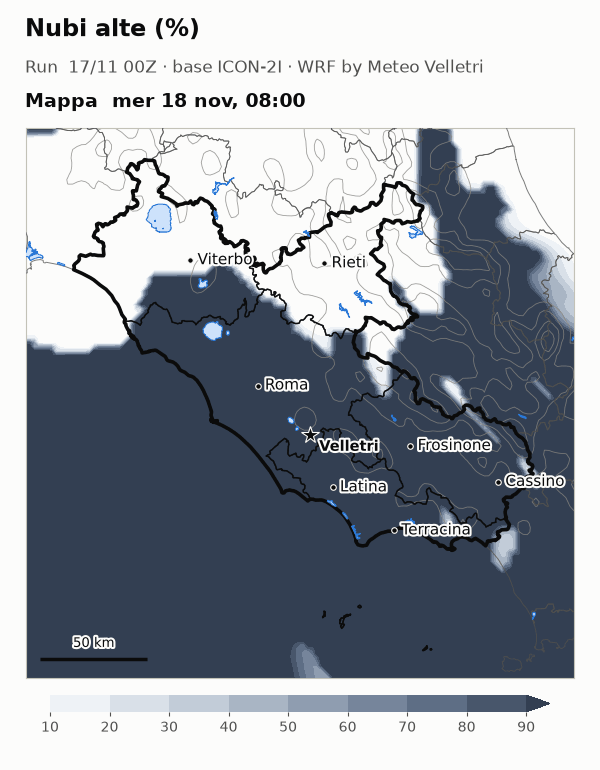 Nubi alte (%)
Run  17/11 00Z · base ICON-2I · WRF by Meteo Velletri
Mappa  mer 18 nov, 08:00
Viterbo
Rieti
Roma
Velletri
Frosinone
Cassino
Latina
Terracina
50 km
10 20 30 40 50 60 70 80 90